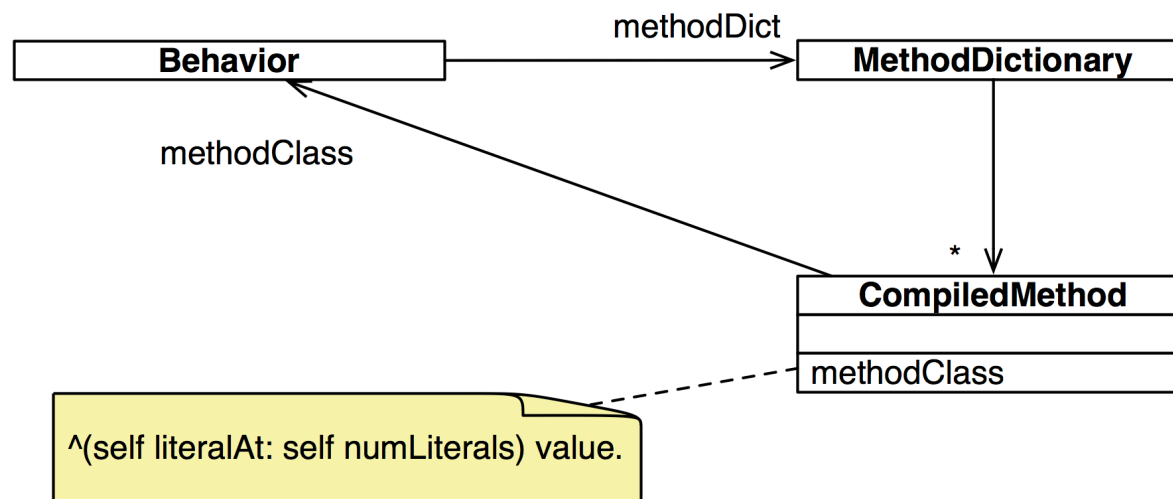 methodDict
Behavior
MethodDictionary
methodClass
*
CompiledMethod
methodClass
^(self literalAt: self numLiterals) value.